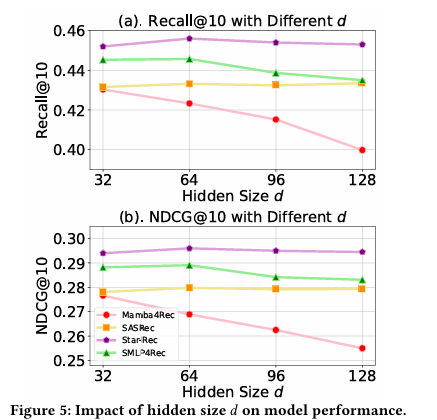 (a). Recall@10 with Different d
0.46
0.44
0.42
0.40
Recall@10
32 64 96 128
Hidden Size d
(b). NDCG@10 with Different d
0.30
0.29
0.28
0.27
0.26
0.25
NDCG@10
Mamba4Rec
SASRec
Star-Rec
SMLP4Rec
32 64 96 128
Hidden Size d
Figure 5: Impact of hidden size d on model performance.